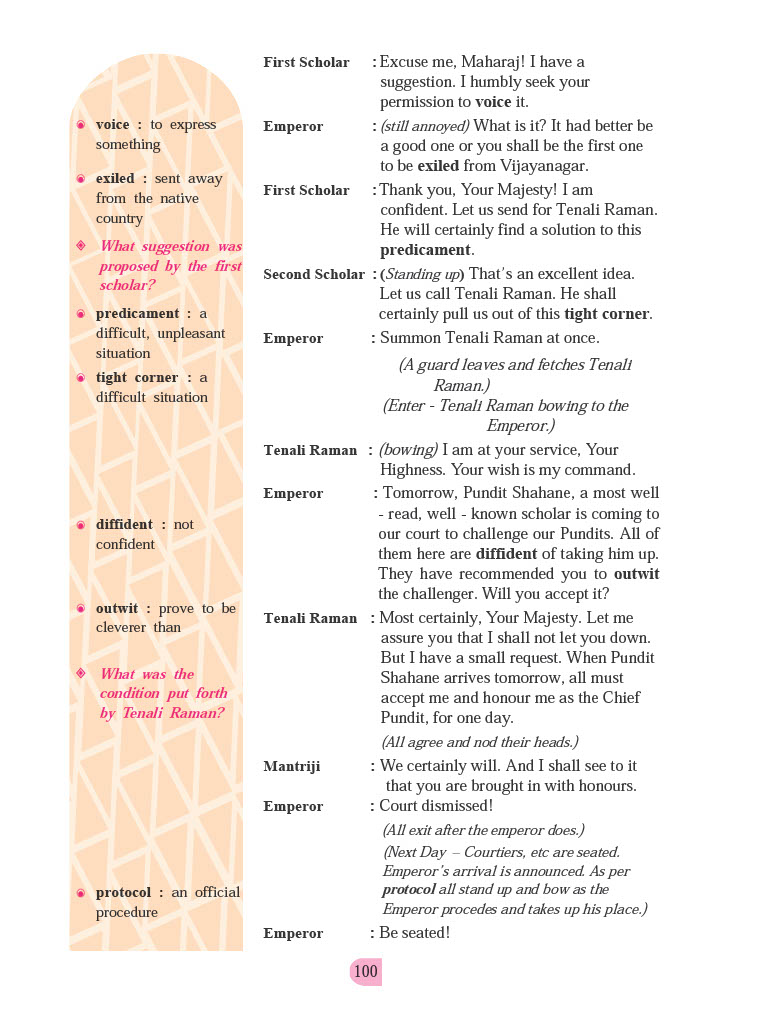 voice : to express
something
exiled : sent away
from the native
country
What suggestion was
proposed by the first
scholar?
predicament : a
difficult, unpleasant
situation
tight corner : a
difficult situation
diffident : not
confident
outwit : prove to be
cleverer than
What was the
condition put forth
by Tenali Raman?
protocol : an official
procedure
First Scholar : Excuse me, Maharaj! I have a
suggestion. I humbly seek your
permission to voice it.
Emperor : (still annoyed) What is it? It had better be
a good one or you shall be the first one
to be exiled from Vijayanagar.
First Scholar : Thank you, Your Majesty! I am
confident. Let us send for Tenali Raman.
He will certainly find a solution to this
predicament.
Second Scholar : (Standing up) That's an excellent idea.
Let us call Tenali Raman. He shall
certainly pull us out of this tight corner.
Emperor : Summon Tenali Raman at once.
(A guard leaves and fetches Tenali
Raman.)
(Enter - Tenali Raman bowing to the
Emperor.)
Tenali Raman : (bowing) I am at your service, Your
Highness. Your wish is my command.
Emperor : Tomorrow, Pundit Shahane, a most well
- read, well - known scholar is coming to
our court to challenge our Pundits. All of
them here are diffident of taking him up.
They have recommended you to outwit
the challenger. Will you accept it?
Tenali Raman : Most certainly, Your Majesty. Let me
assure you that I shall not let you down.
But I have a small request. When Pundit
Shahane arrives tomorrow, all must
accept me and honour me as the Chief
Pundit, for one day.
(All agree and nod their heads.)
Mantriji : We certainly will. And I shall see to it
that you are brought in with honours.
Emperor : Court dismissed!
(All exit after the emperor does.)
(Next Day – Courtiers, etc are seated.
Emperor's arrival is announced. As per
protocol all stand up and bow as the
Emperor procedes and takes up his place.)
Emperor : Be seated!
100